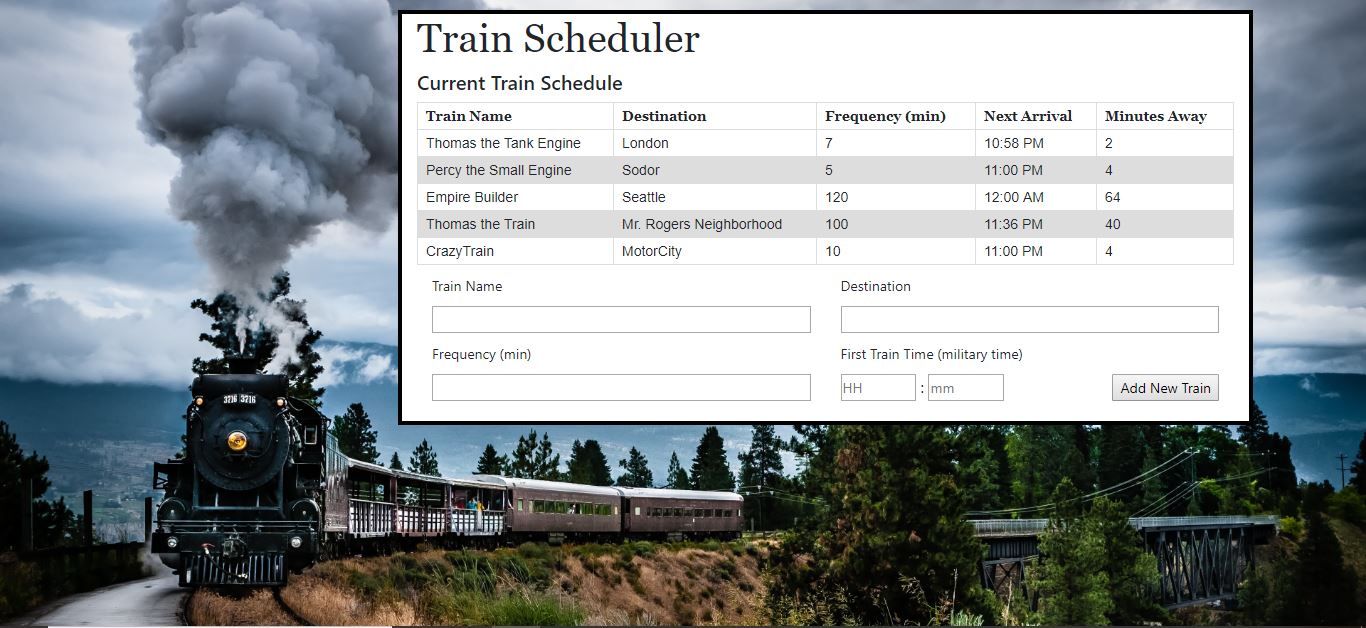 Train Scheduler
Current Train Schedule
Train Name Destination Frequency (min) Next Arrival Minutes Away
Thomas the Tank Engine London 7 10:58 PM 2
Percy the Small Engine Sodor 5 11:00 PM 4
Empire Builder Seattle 120 12:00 AM 64
Thomas the Train Mr. Rogers Neighborhood 100 11:36 PM 40
CrazyTrain MotorCity 10 11:00 PM 4
Train Name Destination
Frequency (min) First Train Time (military time)
HH : mm Add New Train
3716 3716